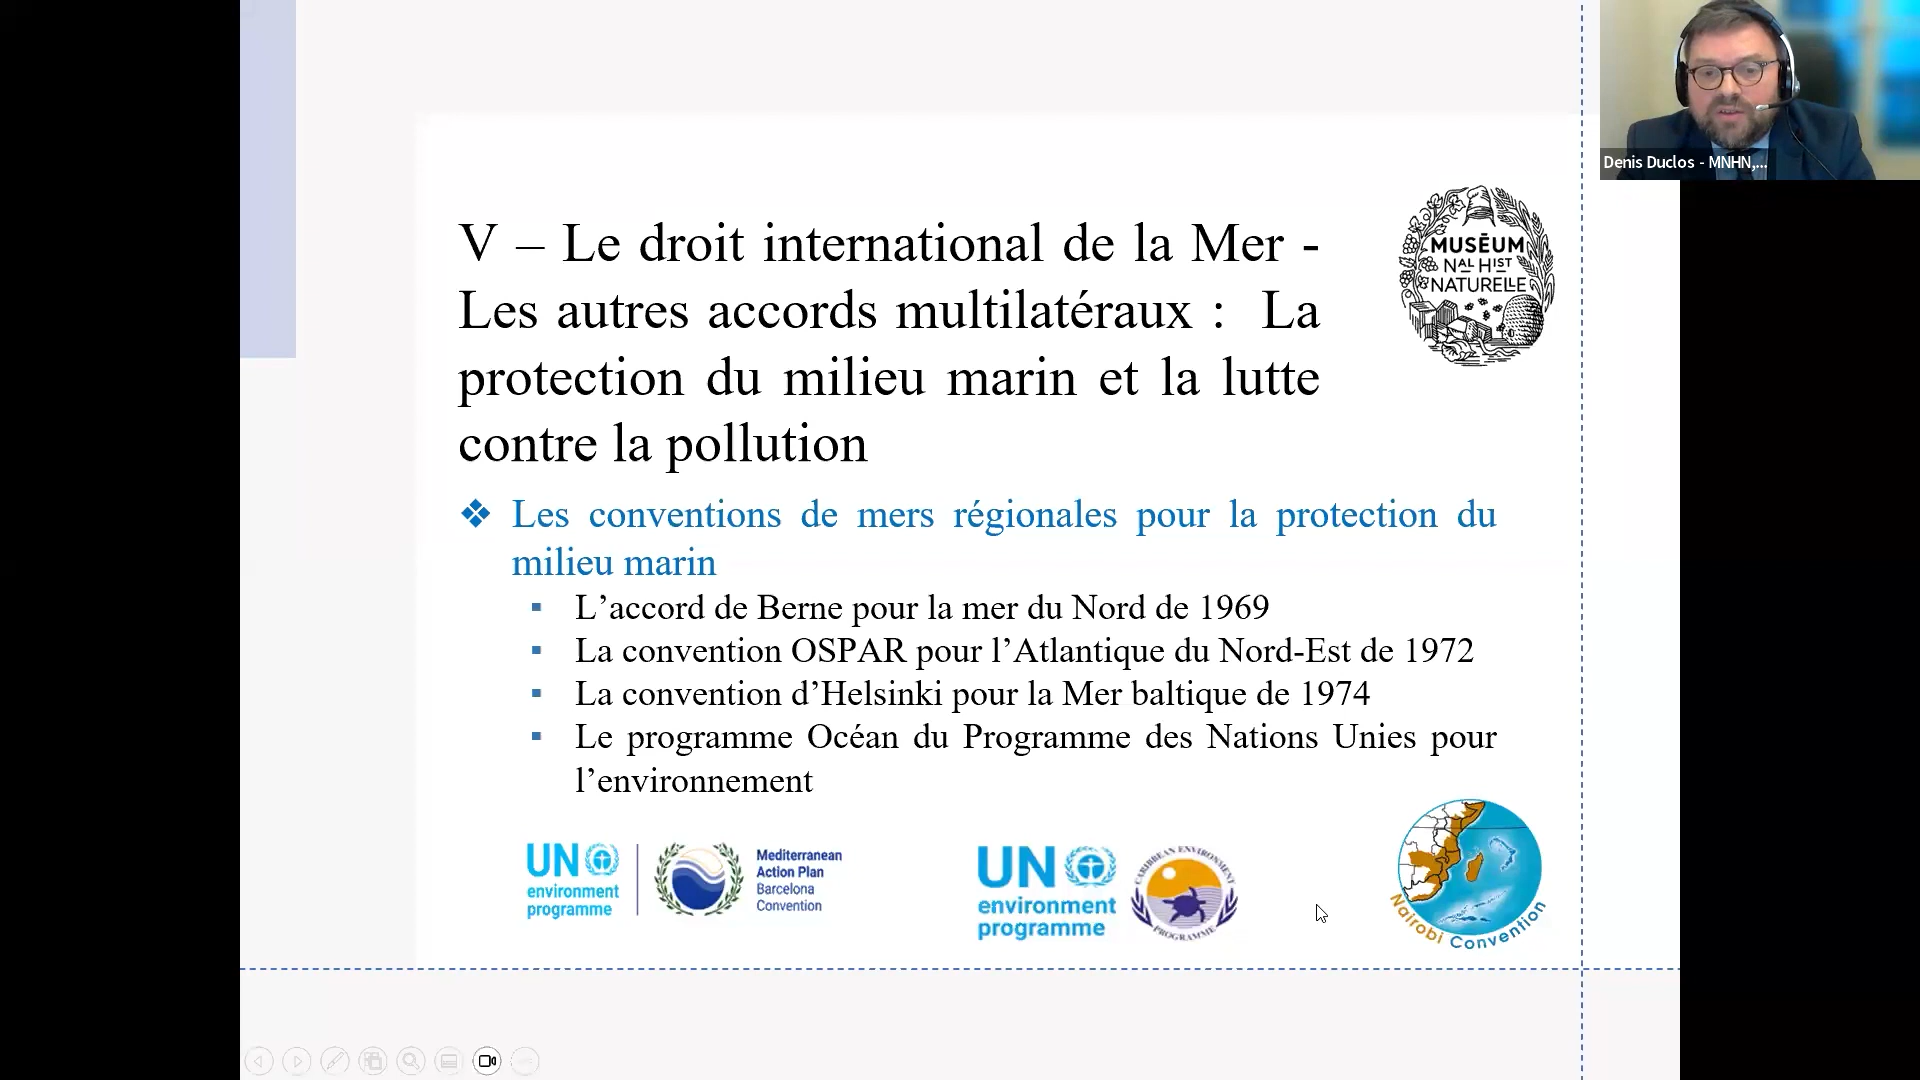 Denis Duclos - MNHN,...
MUSĒUM
NAL HIST
NATURELLE
V – Le droit international de la Mer -
Les autres accords multilatéraux : La
protection du milieu marin et la lutte
contre la pollution
Les conventions de mers régionales pour la protection du
milieu marin
L’accord de Berne pour la mer du Nord de 1969
La convention OSPAR pour l’Atlantique du Nord-Est de 1972
La convention d’Helsinki pour la Mer baltique de 1974
Le programme Océan du Programme des Nations Unies pour
l’environnement
UN
environment
programme
Mediterranean
Action Plan
Barcelona
Convention
UN
environment
programme
CARIBBEAN ENVIRONMENT
PROGRAMME
Nairobi Convention